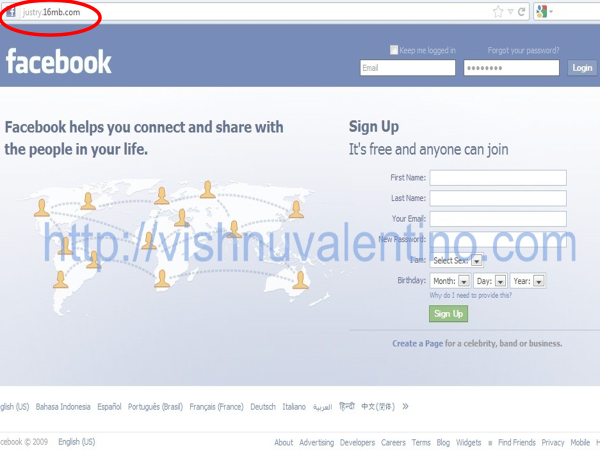 justry.16mb.com
facebook
Keep me logged in Forgot your password?
Email Login
Facebook helps you connect and share with
the people in your life.
Sign Up
It's free and anyone can join
First Name:
Last Name:
Your Email:
New Password:
I am: Select Sex:
Birthday: Month: Day: Year:
Why do I need to provide this?
Sign Up
http://vishnuvalentino.com
Create a Page for a celebrity, band or business.
glish (US) Bahasa Indonesia Español Português (Brasil) Français (France) Deutsch Italiano العربية हिन्दी 中文(简体) »
cebook © 2009 English (US) About Advertising Developers Careers Terms Blog Widgets Find Friends Privacy Mobile H